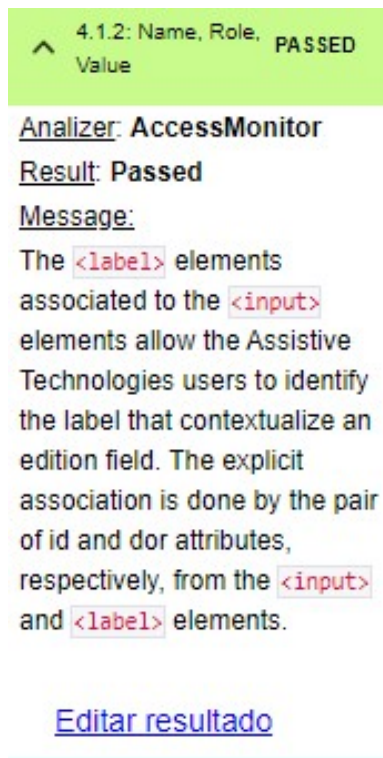 4.1.2: Name, Role, PASSED
Value
Analizer: AccessMonitor
Result: Passed
Message:
The <label> elements
associated to the <input>
elements allow the Assistive
Technologies users to identify
the label that contextualize an
edition field. The explicit
association is done by the pair
of id and dor attributes,
respectively, from the <input>
and <label> elements.
Editar resultado